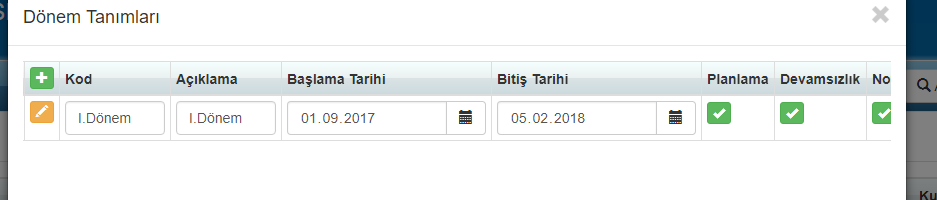 Dönem Tanımları
Kod Açıklama Başlama Tarihi Bitiş Tarihi Planlama Devamsızlık
I.Dönem I.Dönem 01.09.2017 05.02.2018